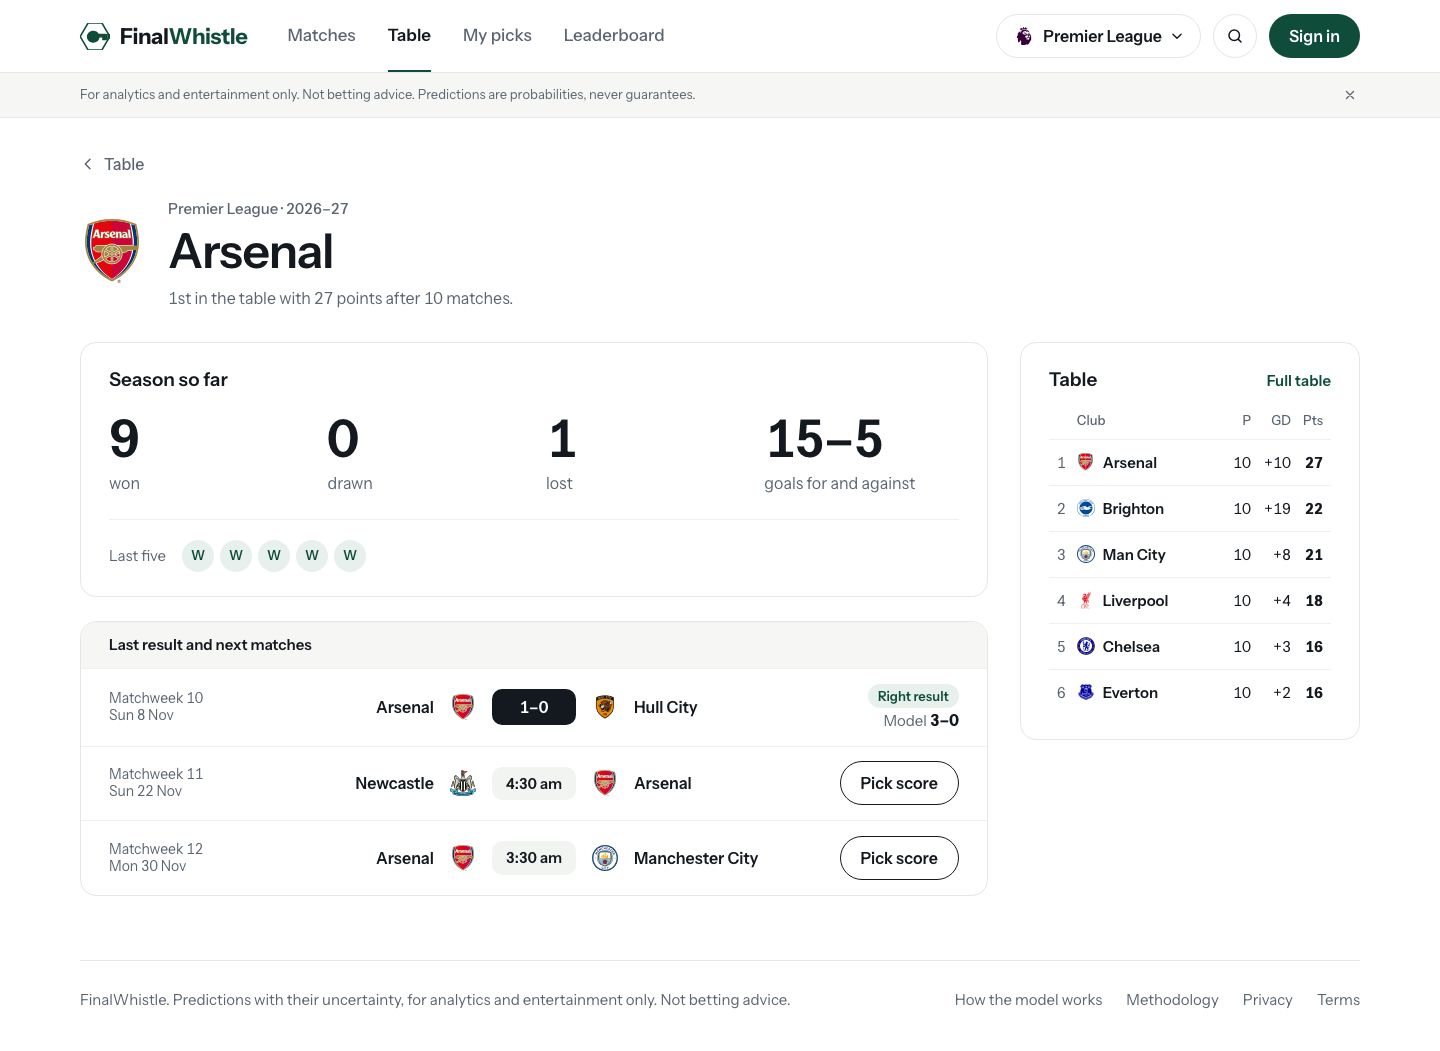 FinalWhistle
Matches
Table
My picks
Leaderboard
Premier League
Sign in
For analytics and entertainment only. Not betting advice. Predictions are probabilities, never guarantees.
Table
Premier League · 2026–27
Arsenal
1st in the table with 27 points after 10 matches.
Season so far
9 0 1 15–5
won drawn lost goals for and against
Last five W W W W W
Last result and next matches
Matchweek 10
Sun 8 Nov
Arsenal 1–0 Hull City
Right result
Model 3–0
Matchweek 11
Sun 22 Nov
Newcastle 4:30 am Arsenal
Pick score
Matchweek 12
Mon 30 Nov
Arsenal 3:30 am Manchester City
Pick score
Table Full table
Club P GD Pts
1 Arsenal 10 +10 27
2 Brighton 10 +19 22
3 Man City 10 +8 21
4 Liverpool 10 +4 18
5 Chelsea 10 +3 16
6 Everton 10 +2 16
FinalWhistle. Predictions with their uncertainty, for analytics and entertainment only. Not betting advice.
How the model works Methodology Privacy Terms